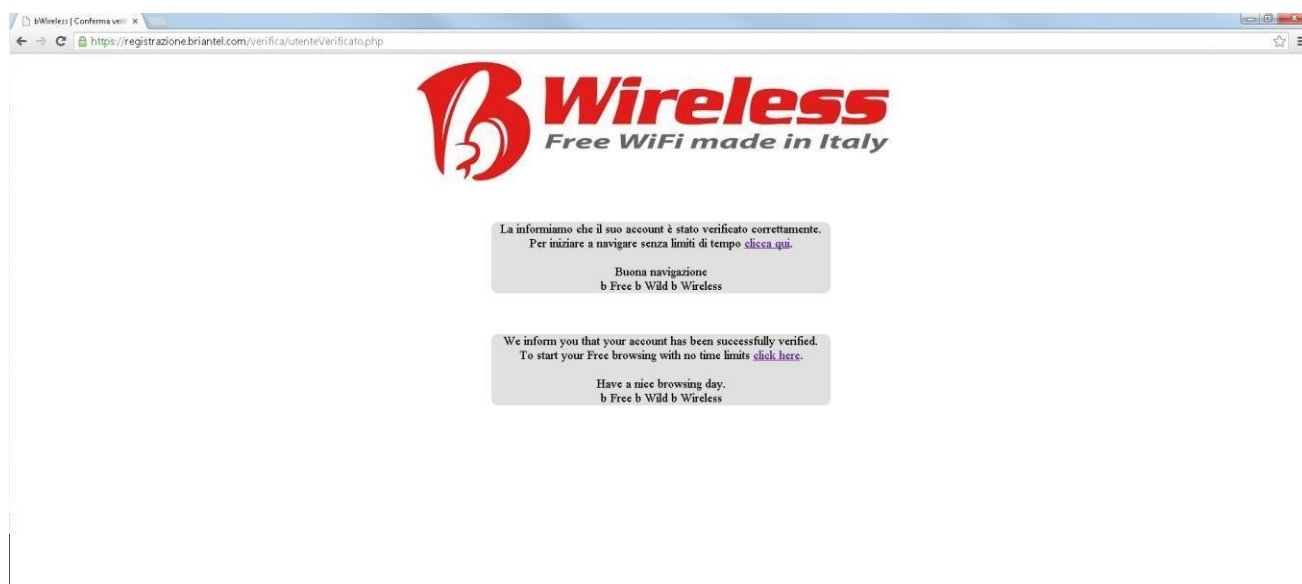 bWireless | Conferma veri
https://registrazione.briantel.com/verifica/utenteVerificato.php
B Wireless
Free WiFi made in Italy
La informiamo che il suo account è stato verificato correttamente.
Per iniziare a navigare senza limiti di tempo clicca qui.
Buona navigazione
b Free b Wild b Wireless
We inform you that your account has been successfully verified.
To start your Free browsing with no time limits click here.
Have a nice browsing day.
b Free b Wild b Wireless